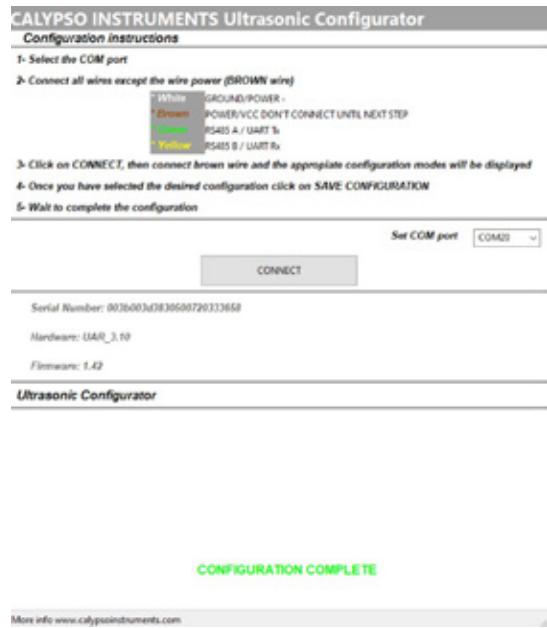 CALYPSO INSTRUMENTS Ultrasonic Configurator
Configuration instructions
1- Select the COM port
2- Connect all wires except the wire power (BROWN wire)
* White GROUND/POWER -
* Brown POWER/VCC DON'T CONNECT UNTIL NEXT STEP
* Green RS485 A / UART Tx
* Yellow RS485 B / UART Rx
3- Click on CONNECT, then connect brown wire and the appropiate configuration modes will be displayed
4- Once you have selected the desired configuration click on SAVE CONFIGURATION
5- Wait to complete the configuration
Set COM port COM20
CONNECT
Serial Number: 003b003d3830500720333658
Hardware: UAR_3.10
Firmware: 1.42
Ultrasonic Configurator
CONFIGURATION COMPLETE
More info www.calypsoinstruments.com